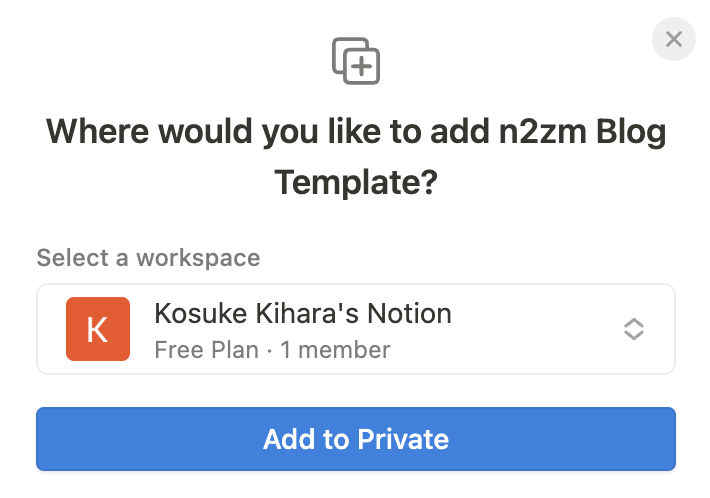 Where would you like to add n2zm Blog
Template?
Select a workspace
K
Kosuke Kihara's Notion
Free Plan · 1 member
Add to Private